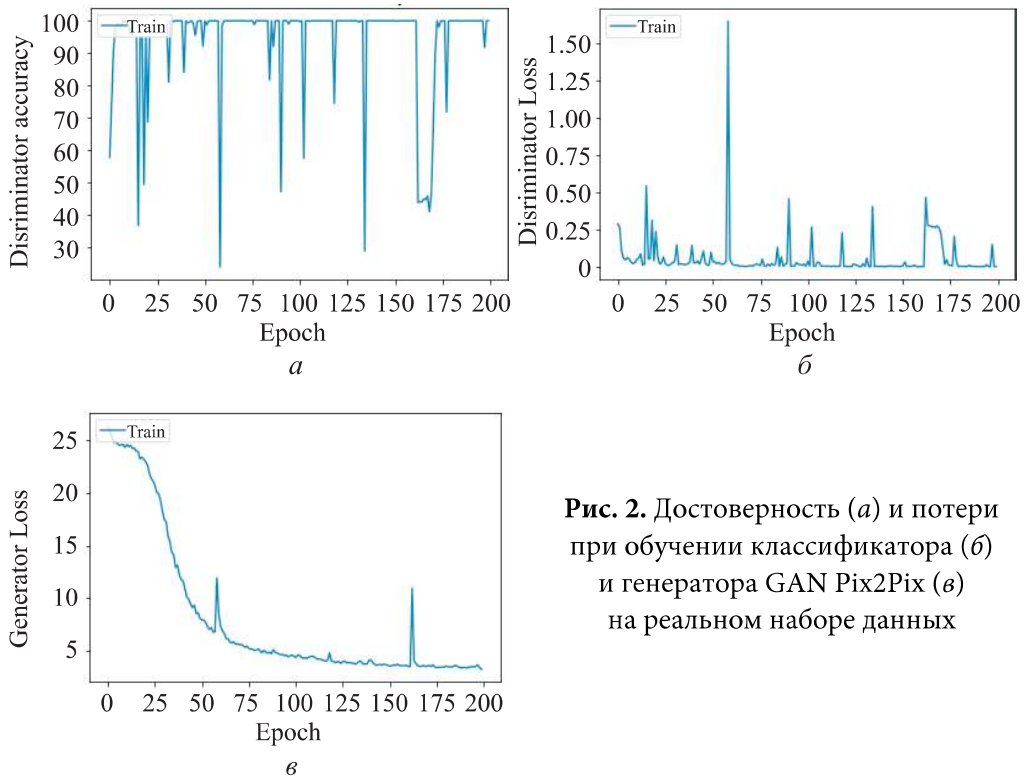 Train
Disriminator accuracy
100
90
80
70
60
50
40
30
0 25 50 75 100 125 150 175 200
Epoch
а
Train
Disriminator Loss
1.50
1.25
1.00
0.75
0.50
0.25
0
0 25 50 75 100 125 150 175 200
Epoch
б
Train
Generator Loss
25
20
15
10
5
0 25 50 75 100 125 150 175 200
Epoch
в
Рис. 2. Достоверность (а) и потери
при обучении классификатора (б)
и генератора GAN Pix2Pix (в)
на реальном наборе данных